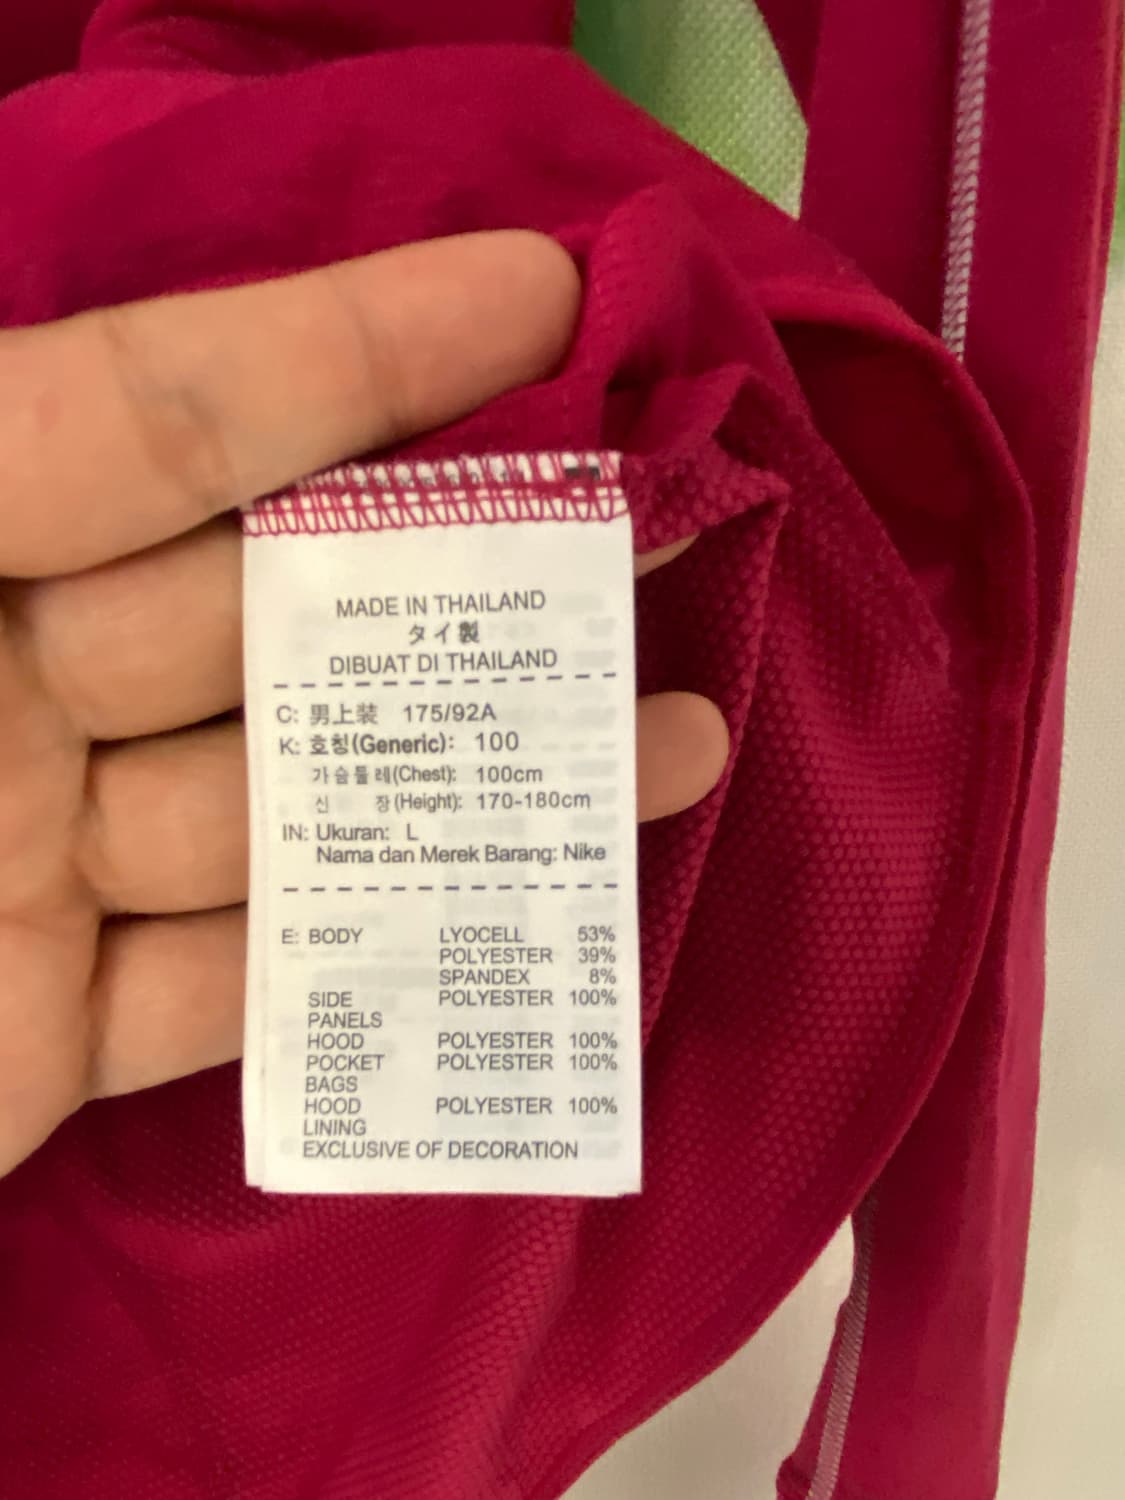 MADE IN THAILAND
タイ製
DIBUAT DI THAILAND
C: 男上装 175/92A
K: 호칭(Generic): 100
가슴둘레(Chest): 100cm
신 장(Height): 170-180cm
IN: Ukuran: L
Nama dan Merek Barang: Nike
E: BODY LYOCELL 53%
POLYESTER 39%
SPANDEX 8%
SIDE POLYESTER 100%
PANELS
HOOD POLYESTER 100%
POCKET POLYESTER 100%
BAGS
HOOD POLYESTER 100%
LINING
EXCLUSIVE OF DECORATION